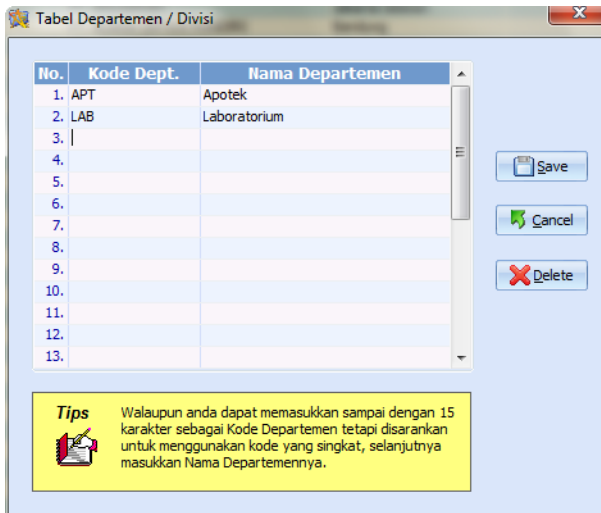 Tabel Departemen / Divisi
No. Kode Dept. Nama Departemen
1. APT Apotek
2. LAB Laboratorium
3.
4.
5.
6.
7.
8.
9.
10.
11.
12.
13.
Save
Cancel
Delete
Tips
Walaupun anda dapat memasukkan sampai dengan 15
karakter sebagai Kode Departemen tetapi disarankan
untuk menggunakan kode yang singkat, selanjutnya
masukkan Nama Departemennya.